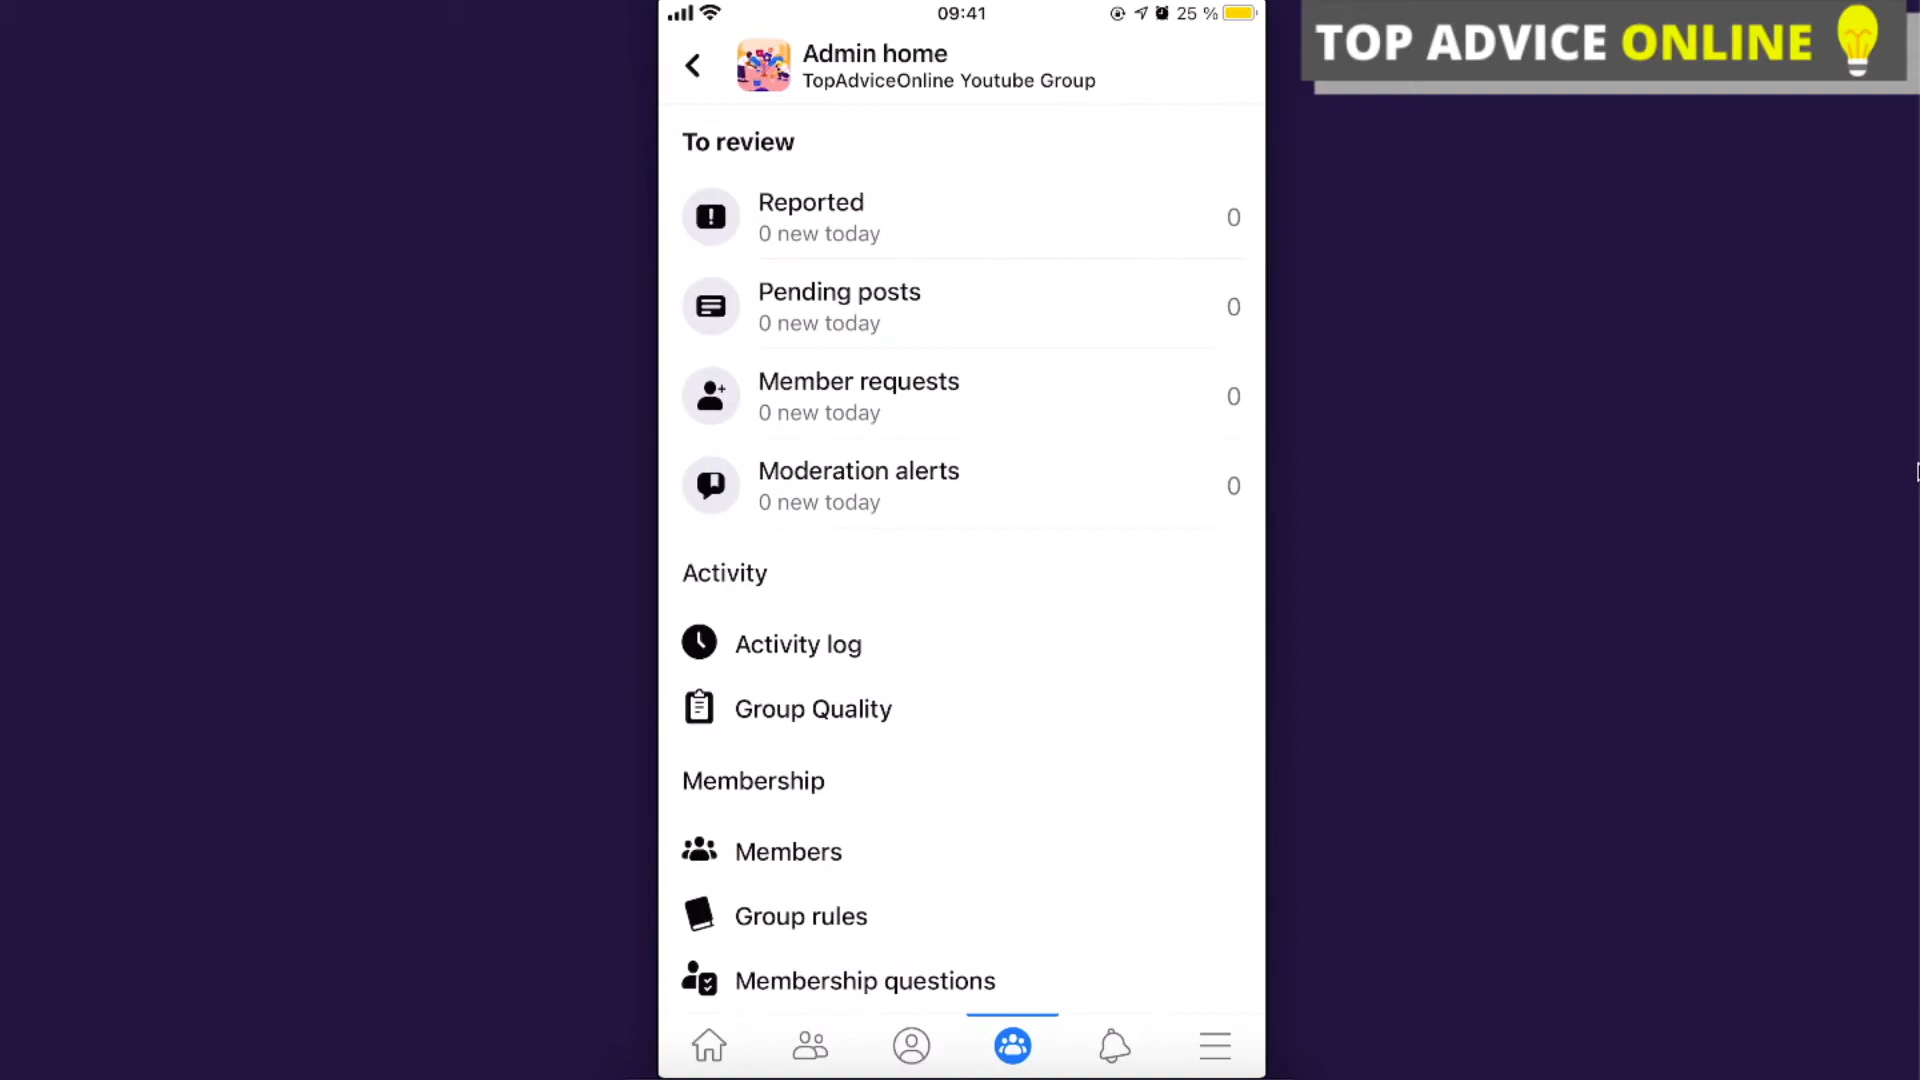 09:41
25 %
TOP ADVICE ONLINE
Admin home
TopAdviceOnline Youtube Group
To review
Reported
0 new today
0
Pending posts
0 new today
0
Member requests
0 new today
0
Moderation alerts
0 new today
0
Activity
Activity log
Group Quality
Membership
Members
Group rules
Membership questions